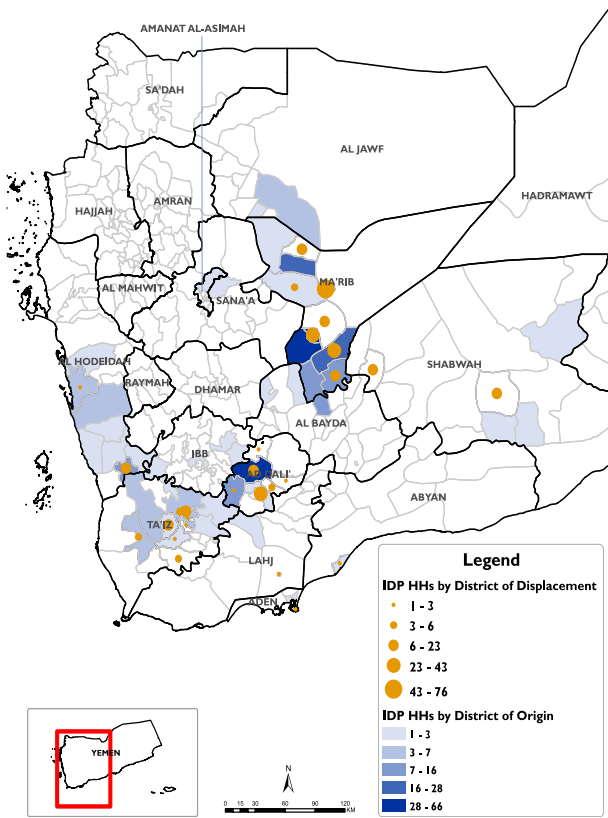 AMANAT AL-ASIMAH
SA'DAH
AL JAWF
HADRAMAWT
HAJJAH
AMRAN
MA'RIB
AL MAHWIT
SANA'A
AL HODEIDAH
RAYMAH
DHAMAR
SHABWAH
AL BAYDA
IBB
ABYAN
TA'IZ
LAHJ
ADEN
Legend
IDP HHs by District of Displacement
1 - 3
3 - 6
6 - 23
23 - 43
43 - 76
IDP HHs by District of Origin
1 - 3
3 - 7
7 - 16
16 - 28
28 - 66
YEMEN
N
0 15 30 60 90 120
KM